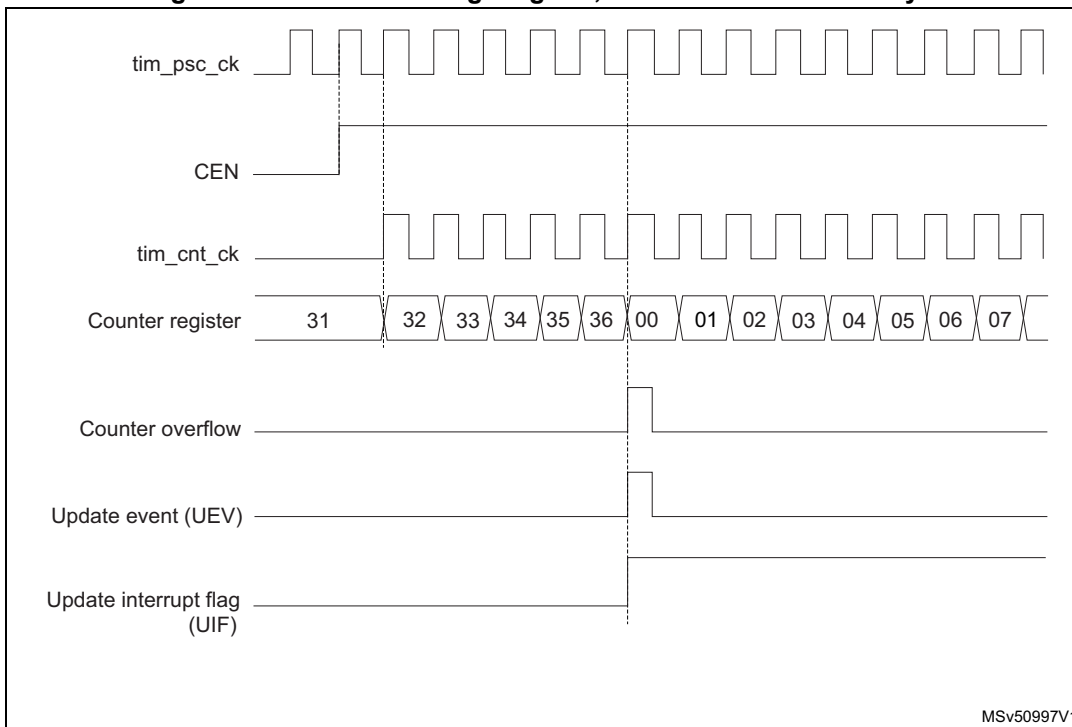 tim_psc_ck
CEN
tim_cnt_ck
Counter register 31 32 33 34 35 36 00 01 02 03 04 05 06 07
Counter overflow
Update event (UEV)
Update interrupt flag
(UIF)
MSv50997V1